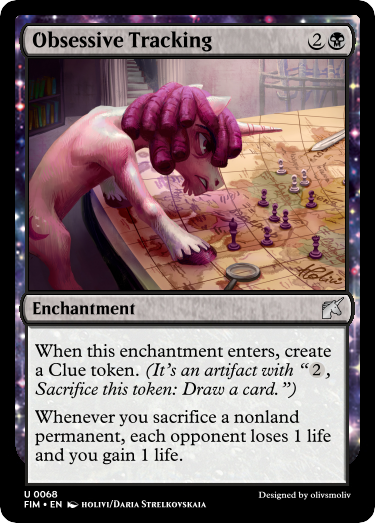 Obsessive Tracking 2
Enchantment
When this enchantment enters, create
a Clue token. (It's an artifact with “2,
Sacrifice this token: Draw a card.”)
Whenever you sacrifice a nonland
permanent, each opponent loses 1 life
and you gain 1 life.
U 0068
FIM • EN HOLIVI/DARIA STRELKOVSKAIA
Designed by olivsmoliv